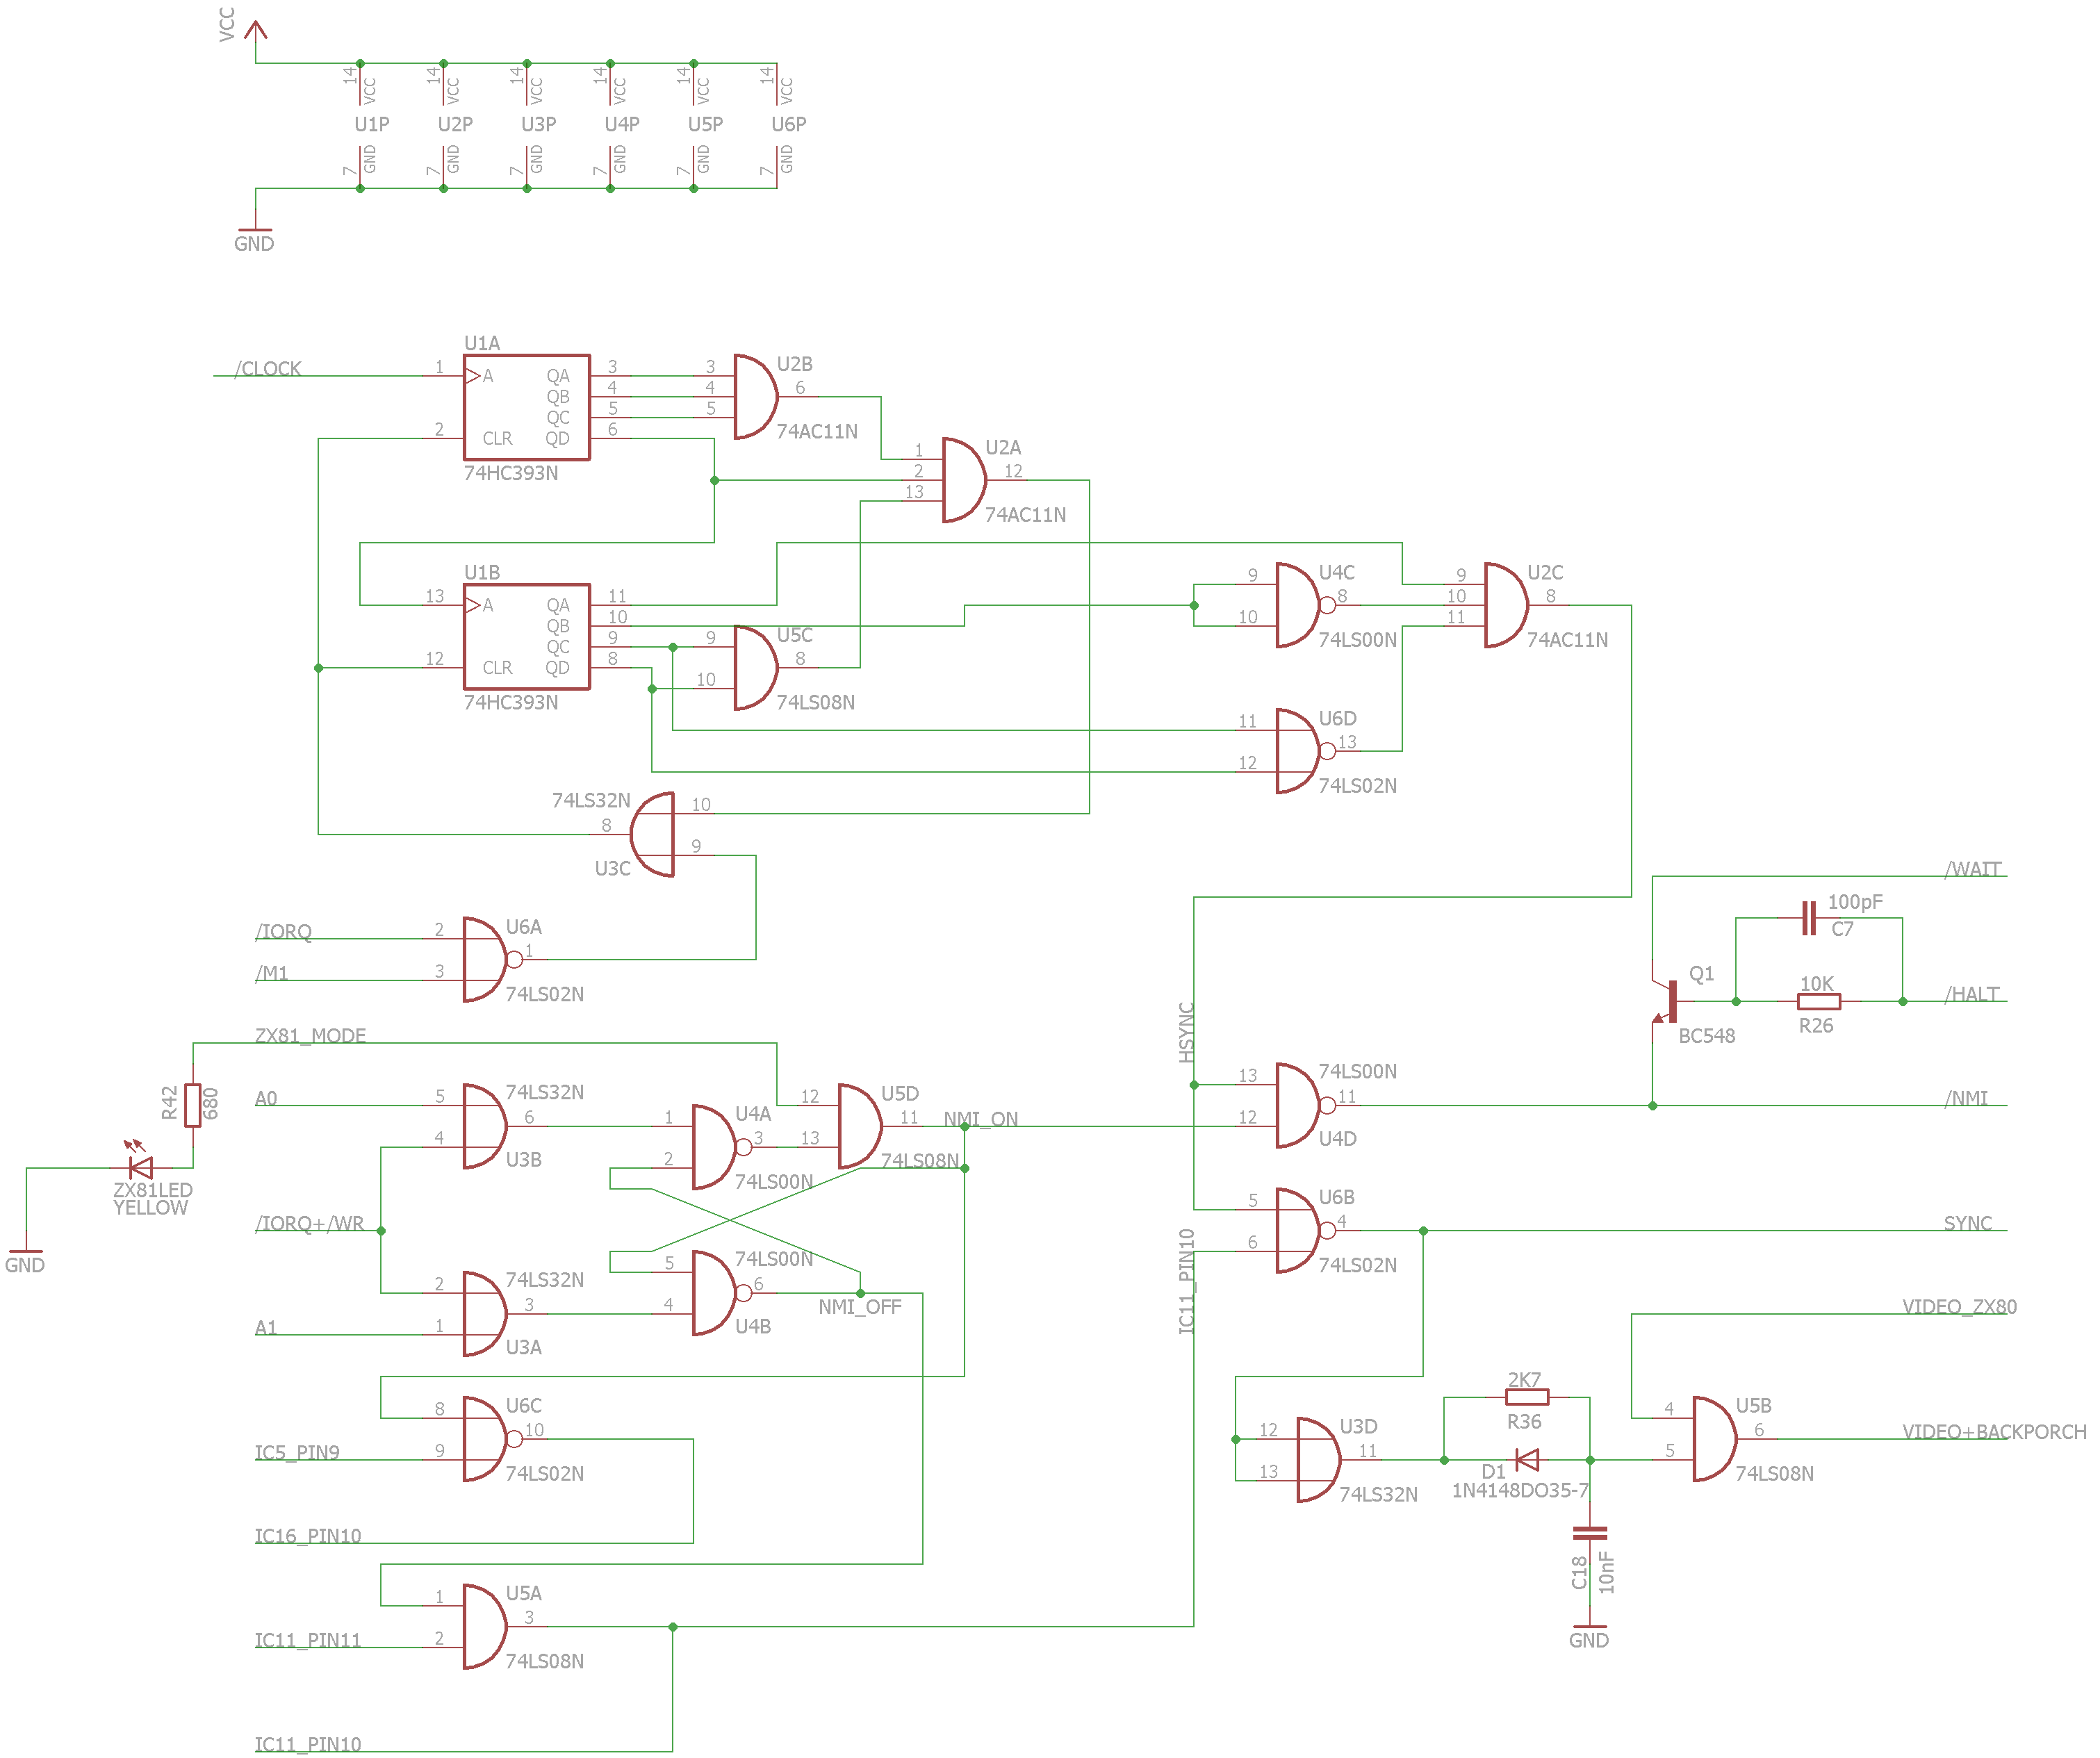 VCC
14 14 14 14 14 14
VCC VCC VCC VCC VCC VCC
U1P U2P U3P U4P U5P U6P
GND GND GND GND GND GND
7 7 7 7 7 7
GND
/CLOCK
U1A
1 A QA 3
QB 4
QC 5
2 CLR QD 6
74HC393N
U2B
3
4
5
6
74AC11N
U2A
1
2
13
12
74AC11N
U1B
13 A QA 11
QB 10
QC 9
12 CLR QD 8
74HC393N
U5C
9
10
8
74LS08N
U4C
9
10
8
74LS00N
U2C
9
10
11
8
74AC11N
U6D
11
12
13
74LS02N
74LS32N
10
9
8
U3C
/IORQ
/M1
U6A
2
3
1
74LS02N
/WAIT
100pF
C7
Q1
10K
/HALT
R26
BC548
ZX81_MODE
R42
680
ZX81LED
YELLOW
GND
A0
74LS32N
5
4
6
U3B
U4A
1
2
3
74LS00N
U5D
12
13
11
74LS08N
NMI_ON
HSYNC
74LS00N
13
12
11
U4D
/NMI
/IORQ+/WR
74LS32N
2
1
3
U3A
A1
74LS00N
5
4
6
U4B
NMI_OFF
IC11_PIN10
U6B
5
6
4
74LS02N
SYNC
VIDEO_ZX80
U6C
8
9
10
74LS02N
IC5_PIN9
IC16_PIN10
U3D
12
13
11
74LS32N
2K7
R36
D1
1N4148DO35-7
C18
10nF
GND
U5B
4
5
6
74LS08N
VIDEO+BACKPORCH
U5A
1
2
3
74LS08N
IC11_PIN11
IC11_PIN10